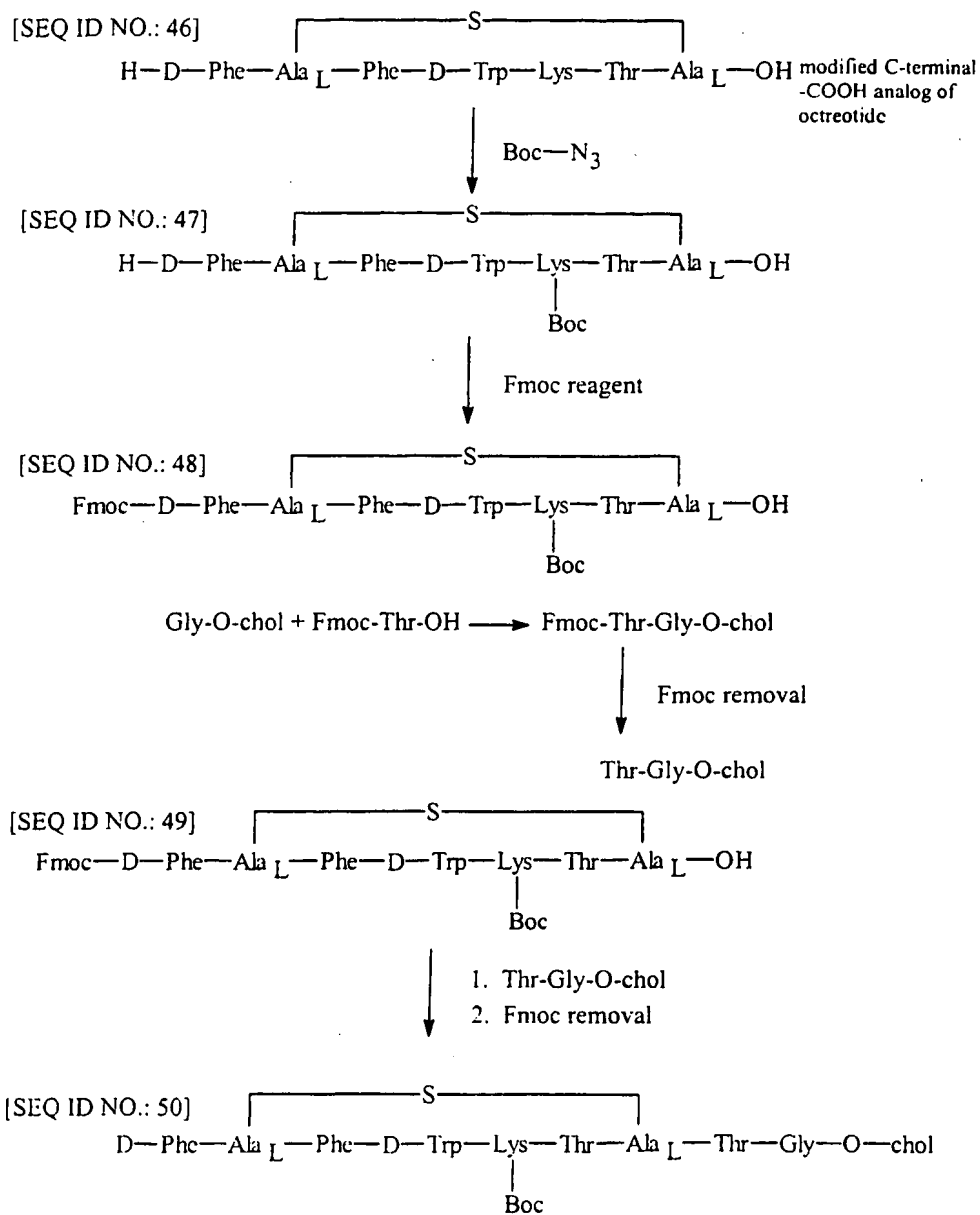 [SEQ ID NO.: 46]
S
H-D-Phe-Ala L-Phe-D-Trp-Lys-Thr-Ala L-OH modified C-terminal
-COOH analog of
octreotide
Boc-N3
[SEQ ID NO.: 47]
S
H-D-Phe-Ala L-Phe-D-Trp-Lys-Thr-Ala L-OH
Boc
Fmoc reagent
[SEQ ID NO.: 48]
S
Fmoc-D-Phe-Ala L-Phe-D-Trp-Lys-Thr-Ala L-OH
Boc
Gly-O-chol + Fmoc-Thr-OH → Fmoc-Thr-Gly-O-chol
Fmoc removal
Thr-Gly-O-chol
[SEQ ID NO.: 49]
S
Fmoc-D-Phe-Ala L-Phe-D-Trp-Lys-Thr-Ala L-OH
Boc
1. Thr-Gly-O-chol
2. Fmoc removal
[SEQ ID NO.: 50]
S
D-Phe-Ala L-Phe-D-Trp-Lys-Thr-Ala L-Thr-Gly-O-chol
Boc